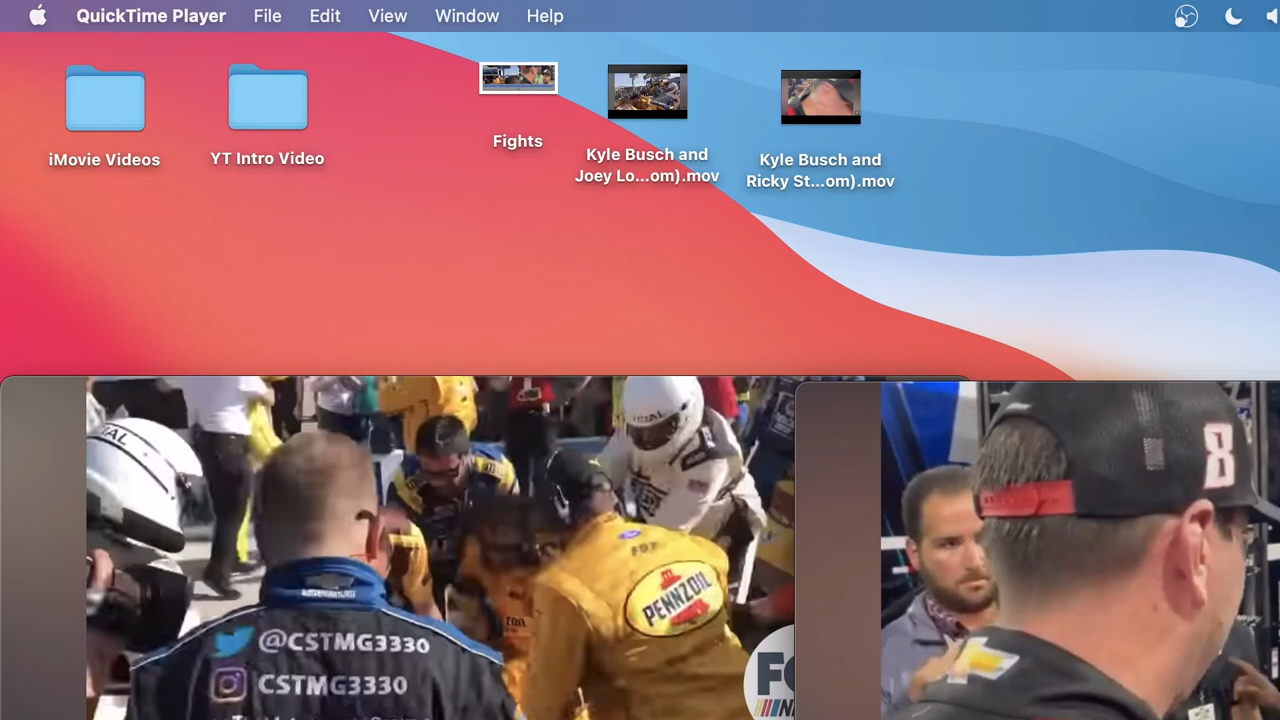 QuickTime Player File Edit View Window Help
iMovie Videos
YT Intro Video
Fights
Kyle Busch and
Joey Lo...om).mov
Kyle Busch and
Ricky St...om).mov
8
PENNZOIL
@CSTMG3330
CSTMG3330